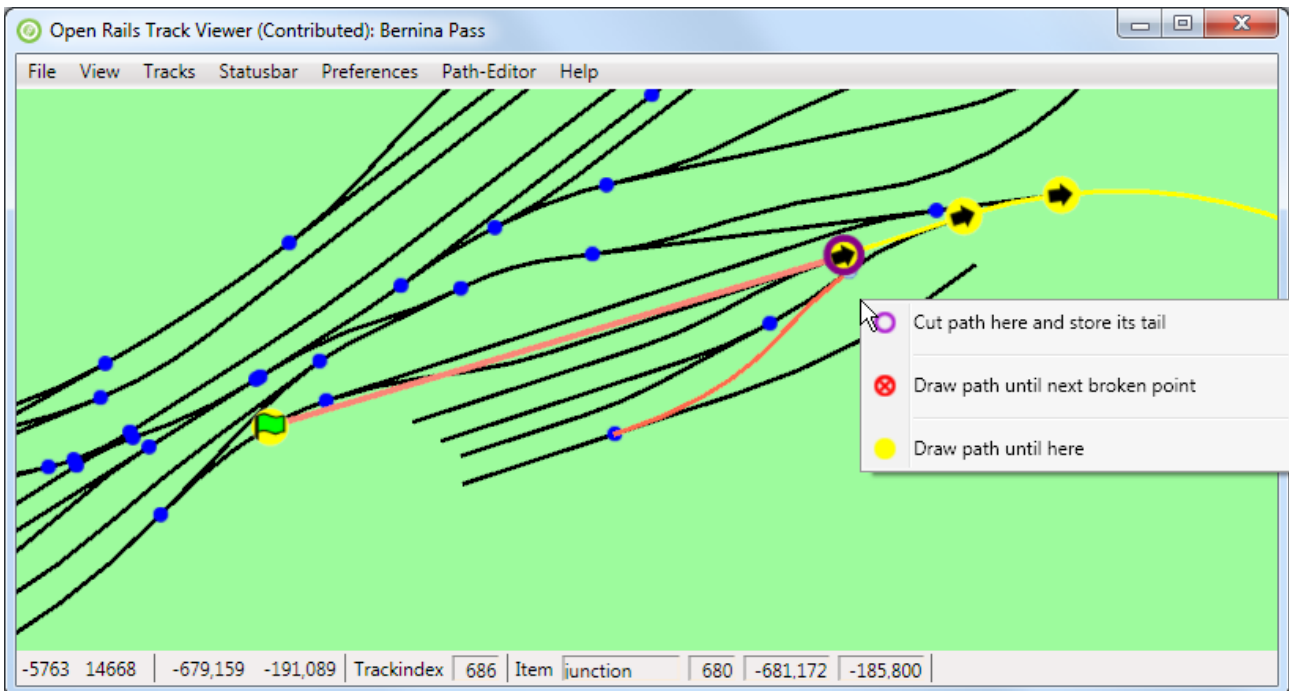 Open Rails Track Viewer (Contributed): Bernina Pass
File View Tracks Statusbar Preferences Path-Editor Help
Cut path here and store its tail
Draw path until next broken point
Draw path until here
-5763 14668 -679,159 -191,089 Trackindex 686 Item junction 680 -681,172 -185,800